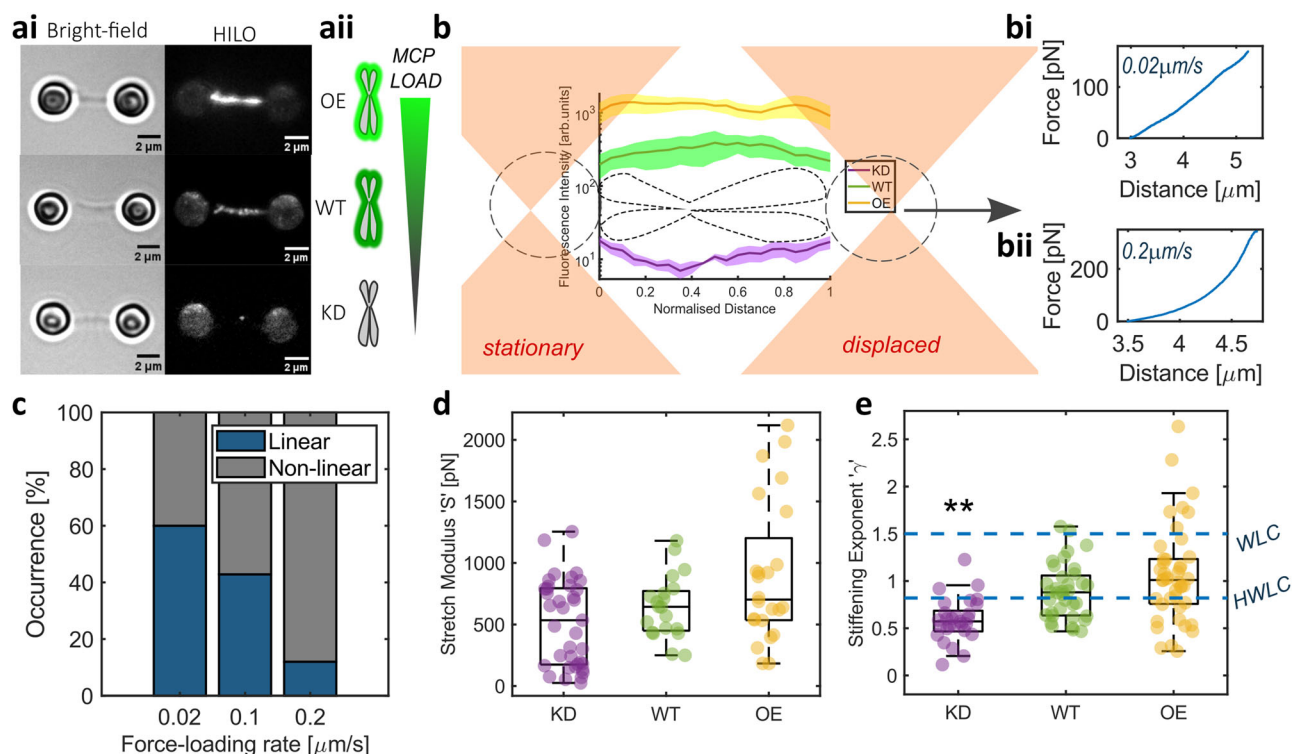 ai
Bright-field
HILO
aii
OE
MCP
LOAD
2 µm
2 µm
WT
2 µm
2 µm
KD
2 µm
2 µm
b
Fluorescence Intensity [arb.units]
10³
10²
10¹
0 0.2 0.4 0.6 0.8 1
Normalised Distance
KD
WT
OE
stationary
displaced
bi
0.02µm/s
Force [pN]
100
0
3 4 5
Distance [µm]
bii
0.2µm/s
Force [pN]
200
0
3.5 4 4.5
Distance [µm]
c
Occurrence [%]
100
80
60
40
20
0
Linear
Non-linear
0.02 0.1 0.2
Force-loading rate [µm/s]
d
Stretch Modulus 'S' [pN]
2000
1500
1000
500
0
KD WT OE
e
Stiffening Exponent 'γ'
2.5
2
1.5
1
0.5
0
**
WLC
HWLC
KD WT OE